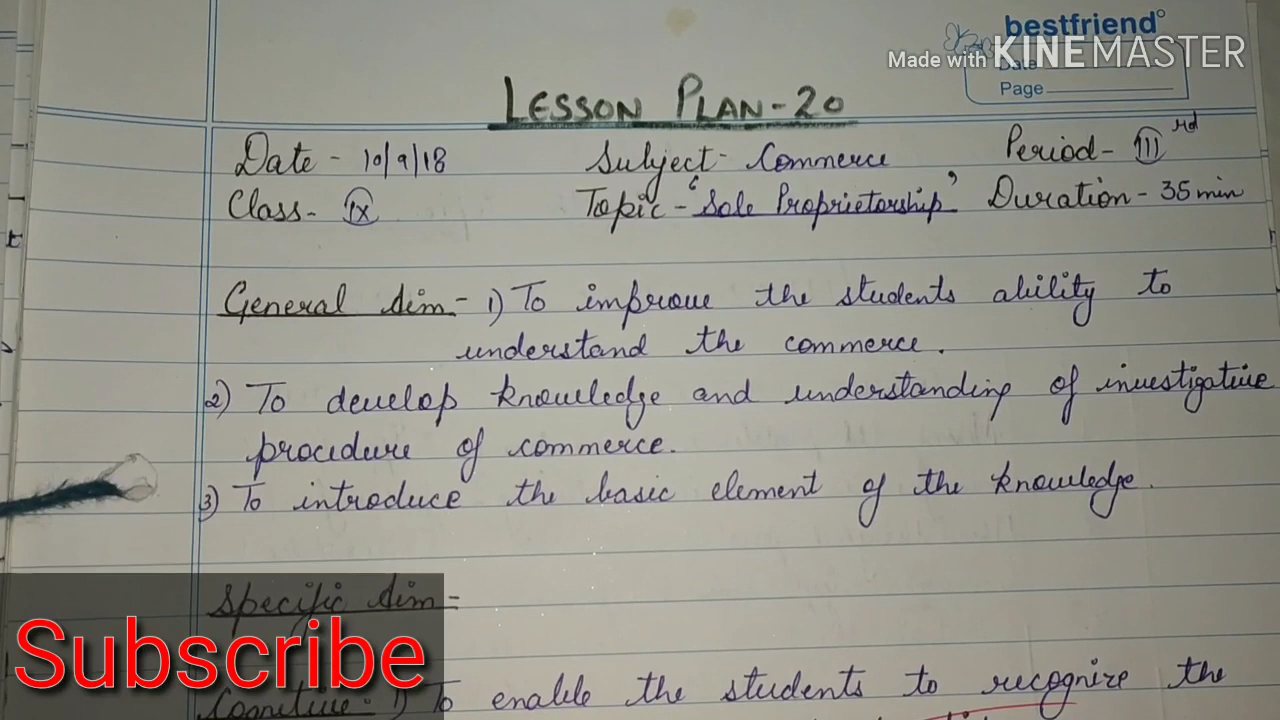 bestfriend
Made with KINEMASTER
Date
Page
LESSON PLAN-20
Date - 10/9/18 Subject- Commerce Period- III rd
Class- IX Topic- 'Sole Proprietorship' Duration - 35 min
General Aim- 1) To improve the students ability to
understand the commerce.
2) To develop knowledge and understanding of investigative
procedure of commerce.
3) To introduce the basic element of the knowledge.
Specific Aim-
Subscribe
Cognitive- 1) To enable the students to recognize the